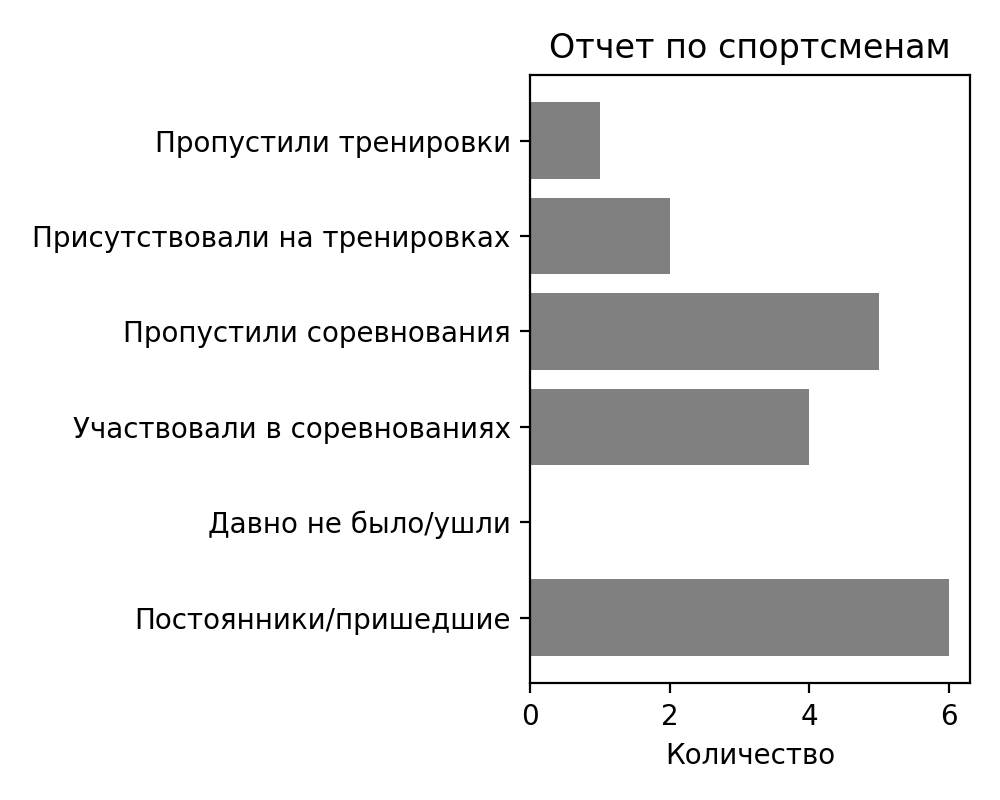 Отчет по спортсменам
Пропустили тренировки
Присутствовали на тренировках
Пропустили соревнования
Участвовали в соревнованиях
Давно не было/ушли
Постоянники/пришедшие
0 2 4 6
Количество